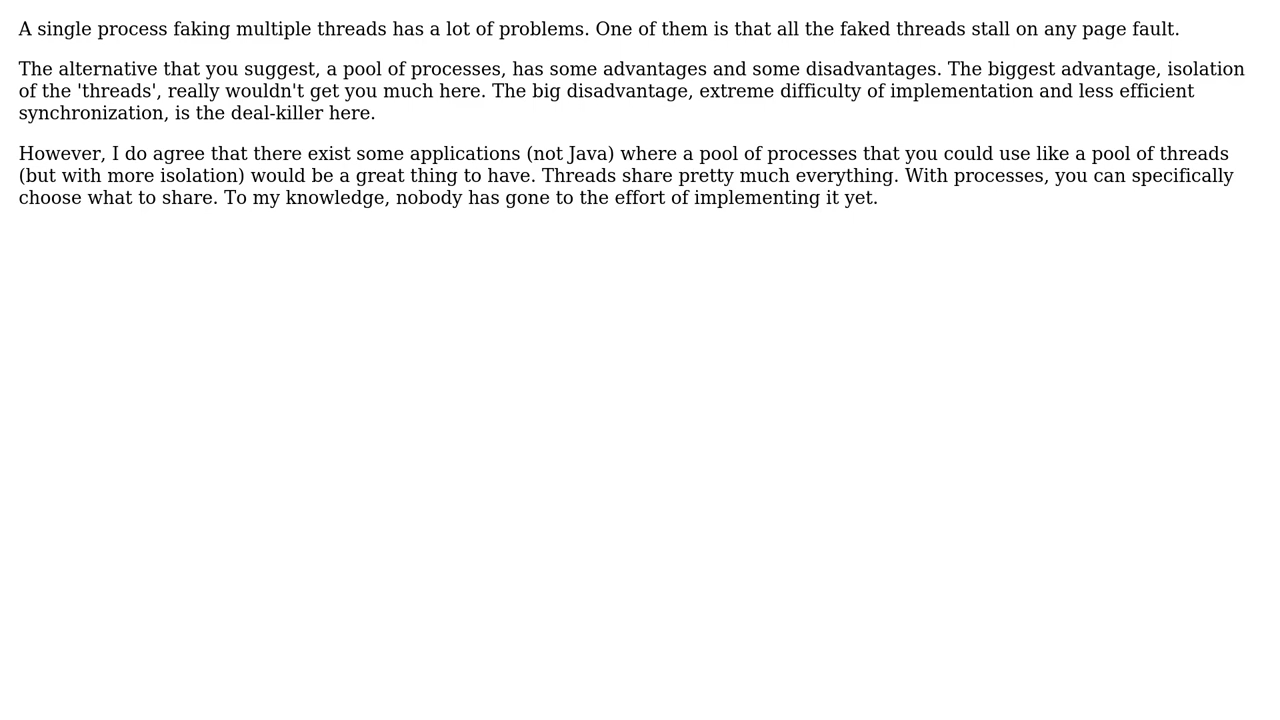 A single process faking multiple threads has a lot of problems. One of them is that all the faked threads stall on any page fault.
The alternative that you suggest, a pool of processes, has some advantages and some disadvantages. The biggest advantage, isolation
of the 'threads', really wouldn't get you much here. The big disadvantage, extreme difficulty of implementation and less efficient
synchronization, is the deal-killer here.
However, I do agree that there exist some applications (not Java) where a pool of processes that you could use like a pool of threads
(but with more isolation) would be a great thing to have. Threads share pretty much everything. With processes, you can specifically
choose what to share. To my knowledge, nobody has gone to the effort of implementing it yet.